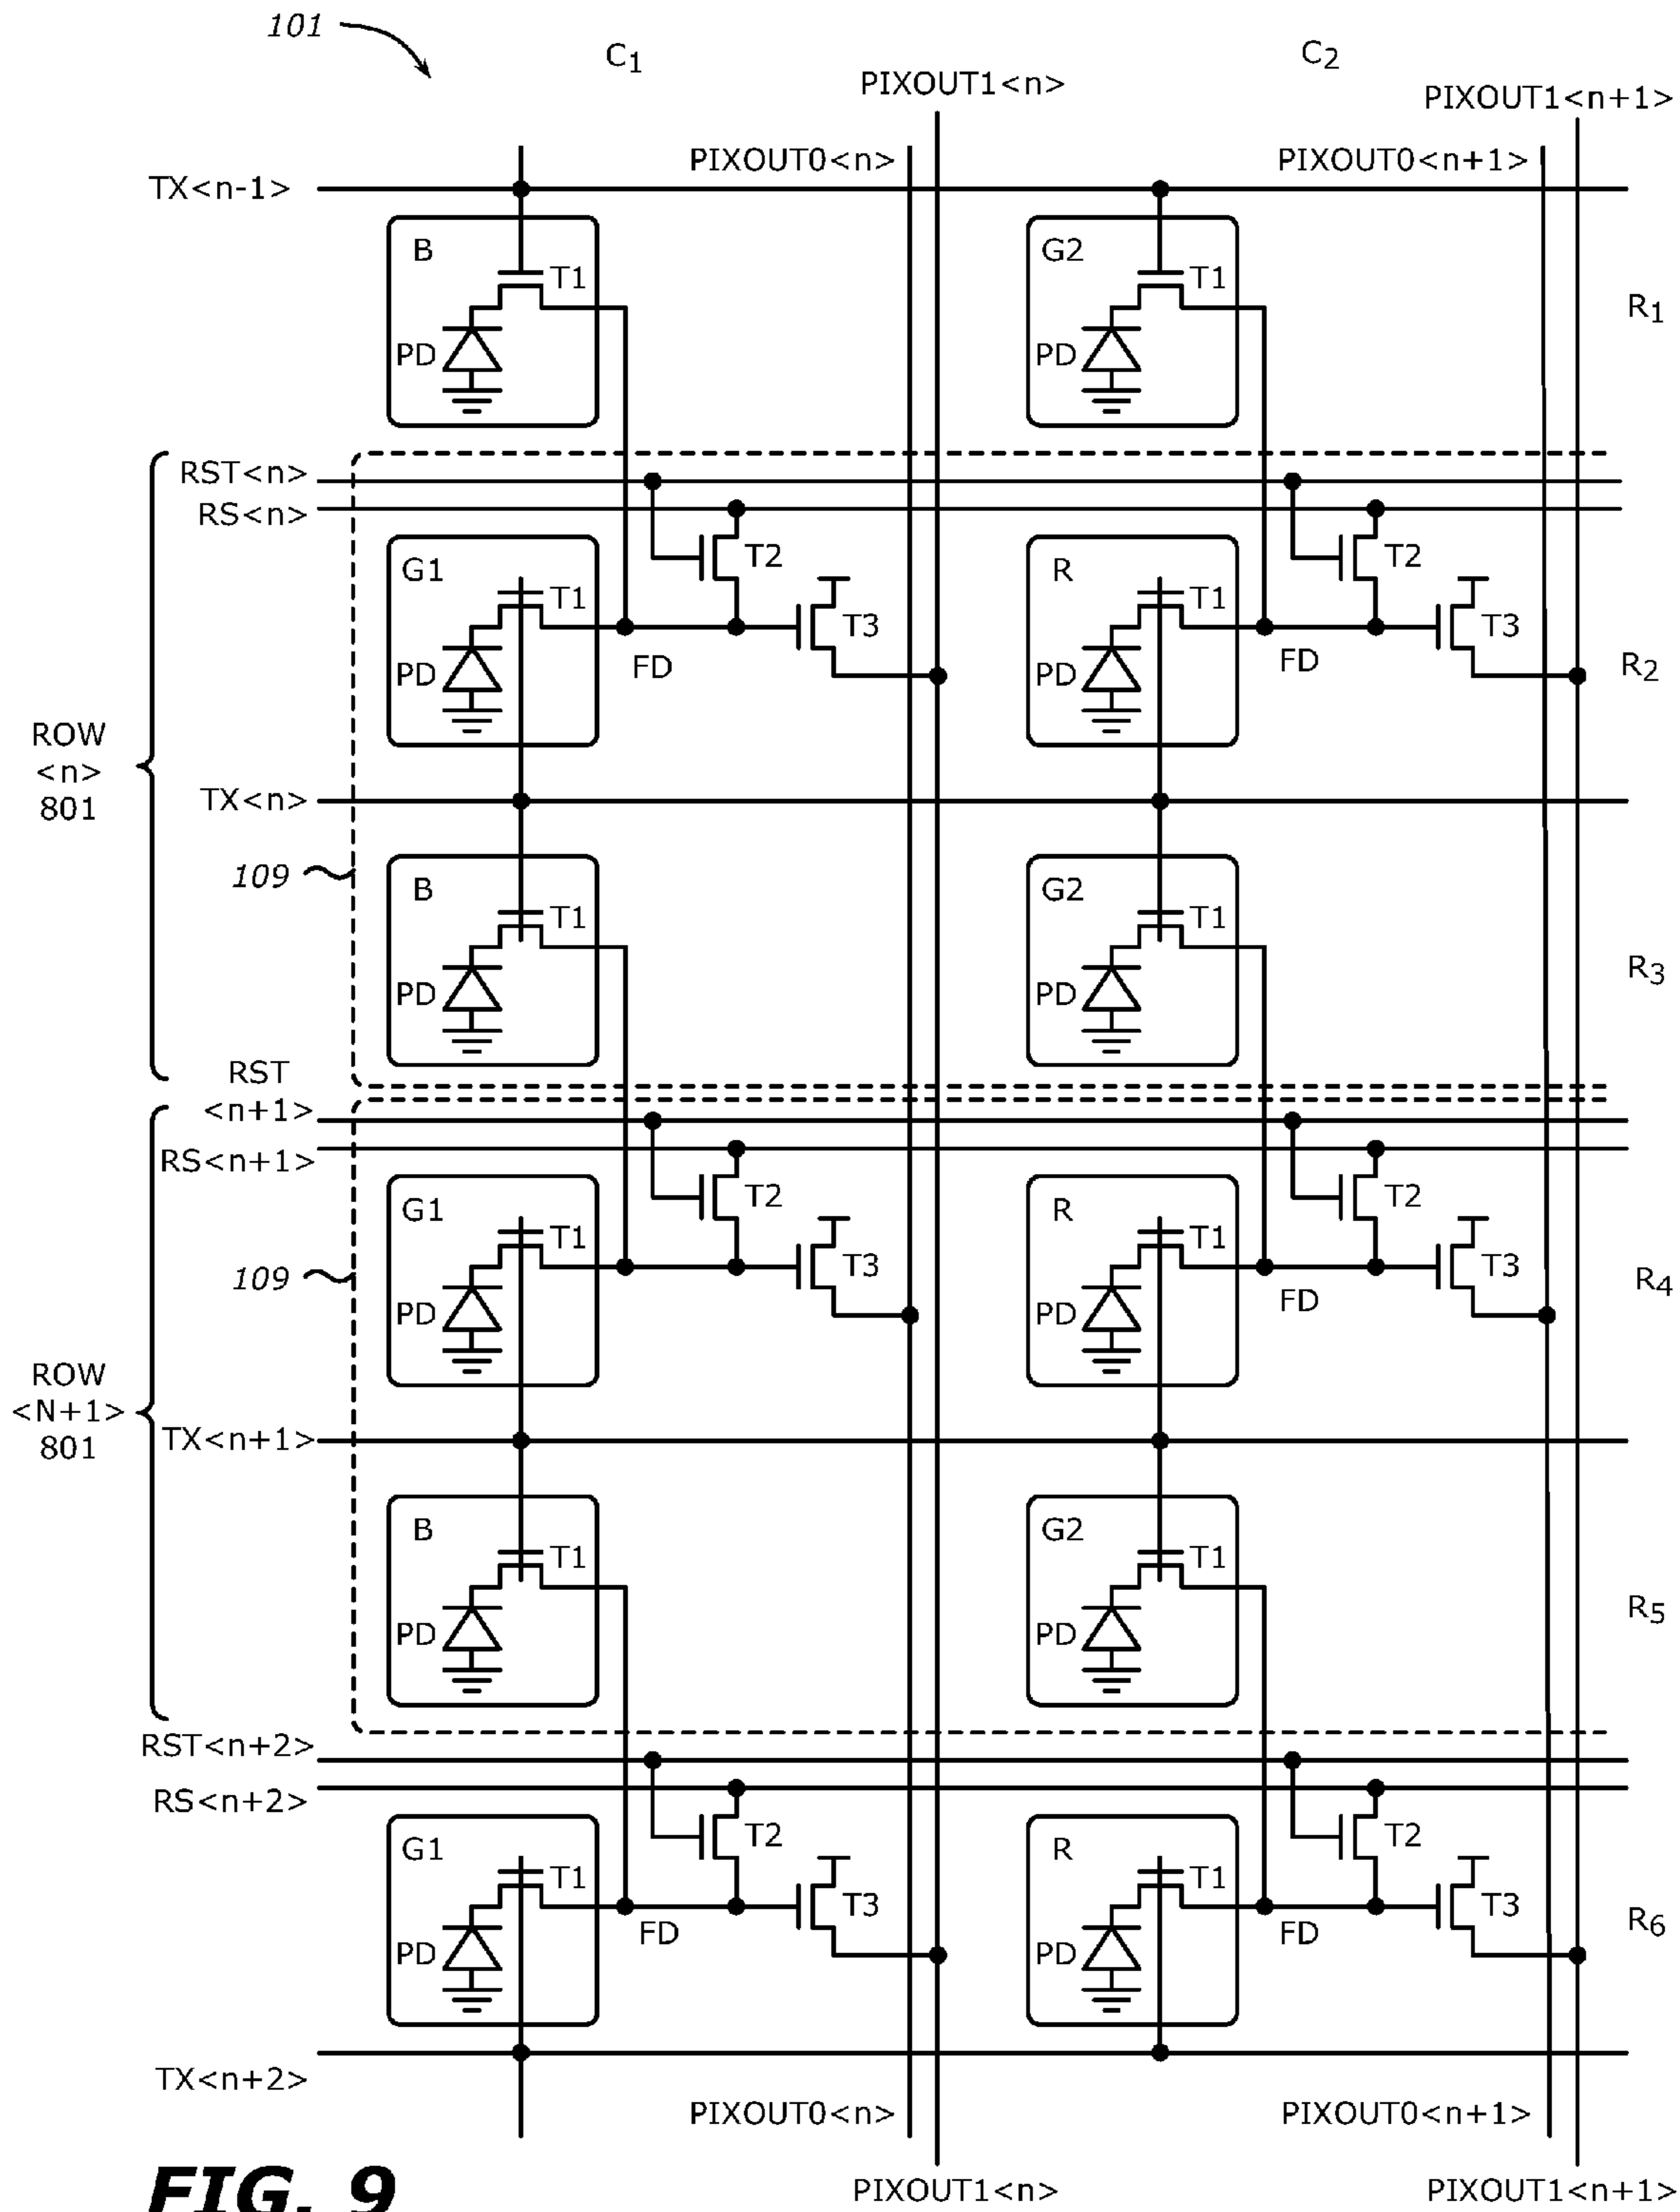 101
C1
C2
PIXOUT1<n>
PIXOUT1<n+1>
PIXOUT0<n>
PIXOUT0<n+1>
TX<n-1>
B
T1
PD
G2
T1
PD
R1
RST<n>
RS<n>
G1
T1
PD
FD
T2
T3
R
T1
PD
FD
T2
T3
R2
ROW
<n>
801
TX<n>
109
B
T1
PD
G2
T1
PD
R3
RST
<n+1>
RS<n+1>
G1
T1
PD
T2
T3
R
T1
PD
FD
T2
T3
R4
109
ROW
<N+1>
801
TX<n+1>
B
T1
PD
G2
T1
PD
R5
RST<n+2>
RS<n+2>
G1
T1
PD
FD
T2
T3
R
T1
PD
FD
T2
T3
R6
TX<n+2>
PIXOUT0<n>
PIXOUT0<n+1>
PIXOUT1<n>
PIXOUT1<n+1>
FIG. 9